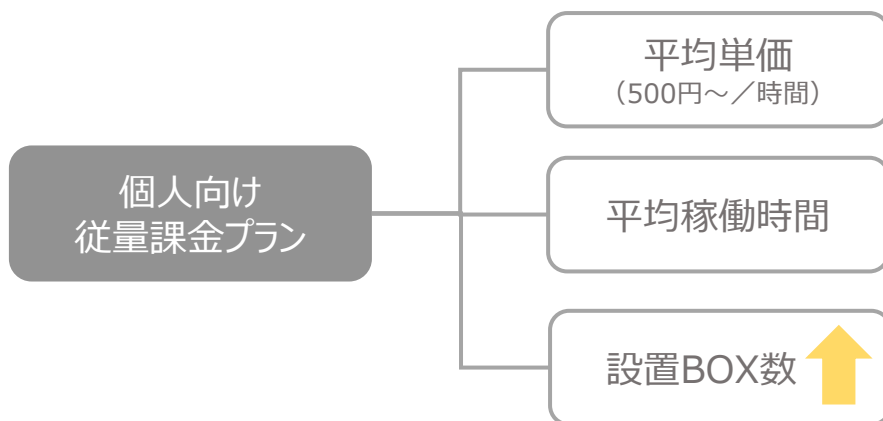 平均単価
（500円～／時間）
個人向け
従量課金プラン
平均稼働時間
設置BOX数